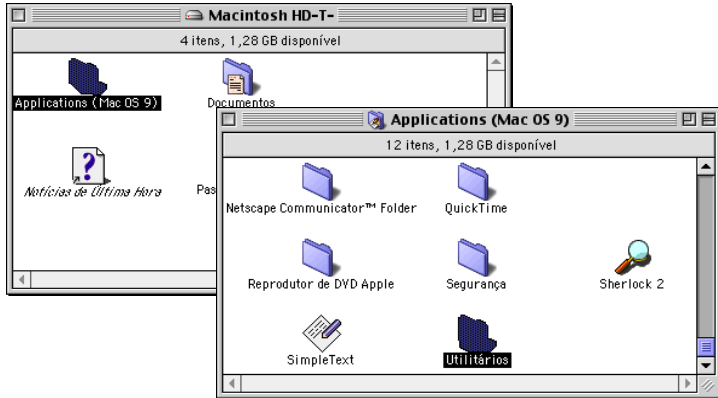 Macintosh HD-T-
4 itens, 1,28 GB disponível
Applications (Mac OS 9)
Documentos
Notícias de Última Hora
Pas
Applications (Mac OS 9)
12 itens, 1,28 GB disponível
Netscape Communicator™ Folder
QuickTime
Reprodutor de DVD Apple
Segurança
Sherlock 2
SimpleText
Utilitários